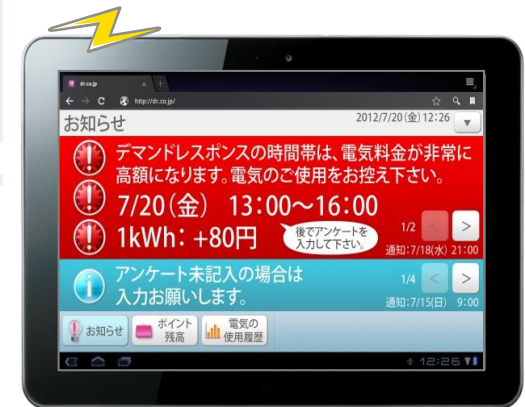 dr.co.jp
http://dr.co.jp/
お知らせ
2012/7/20(金)12:26
デマンドレスポンスの時間帯は、電気料金が非常に
高額になります。電気のご使用をお控え下さい。
7/20(金) 13:00~16:00
1kWh: +80円
後でアンケートを
入力して下さい。
1/2
通知:7/18(水) 21:00
アンケート未記入の場合は
入力お願いします。
1/4
通知:7/15(日) 9:00
お知らせ
ポイント
残高
電気の
使用履歴
12:26